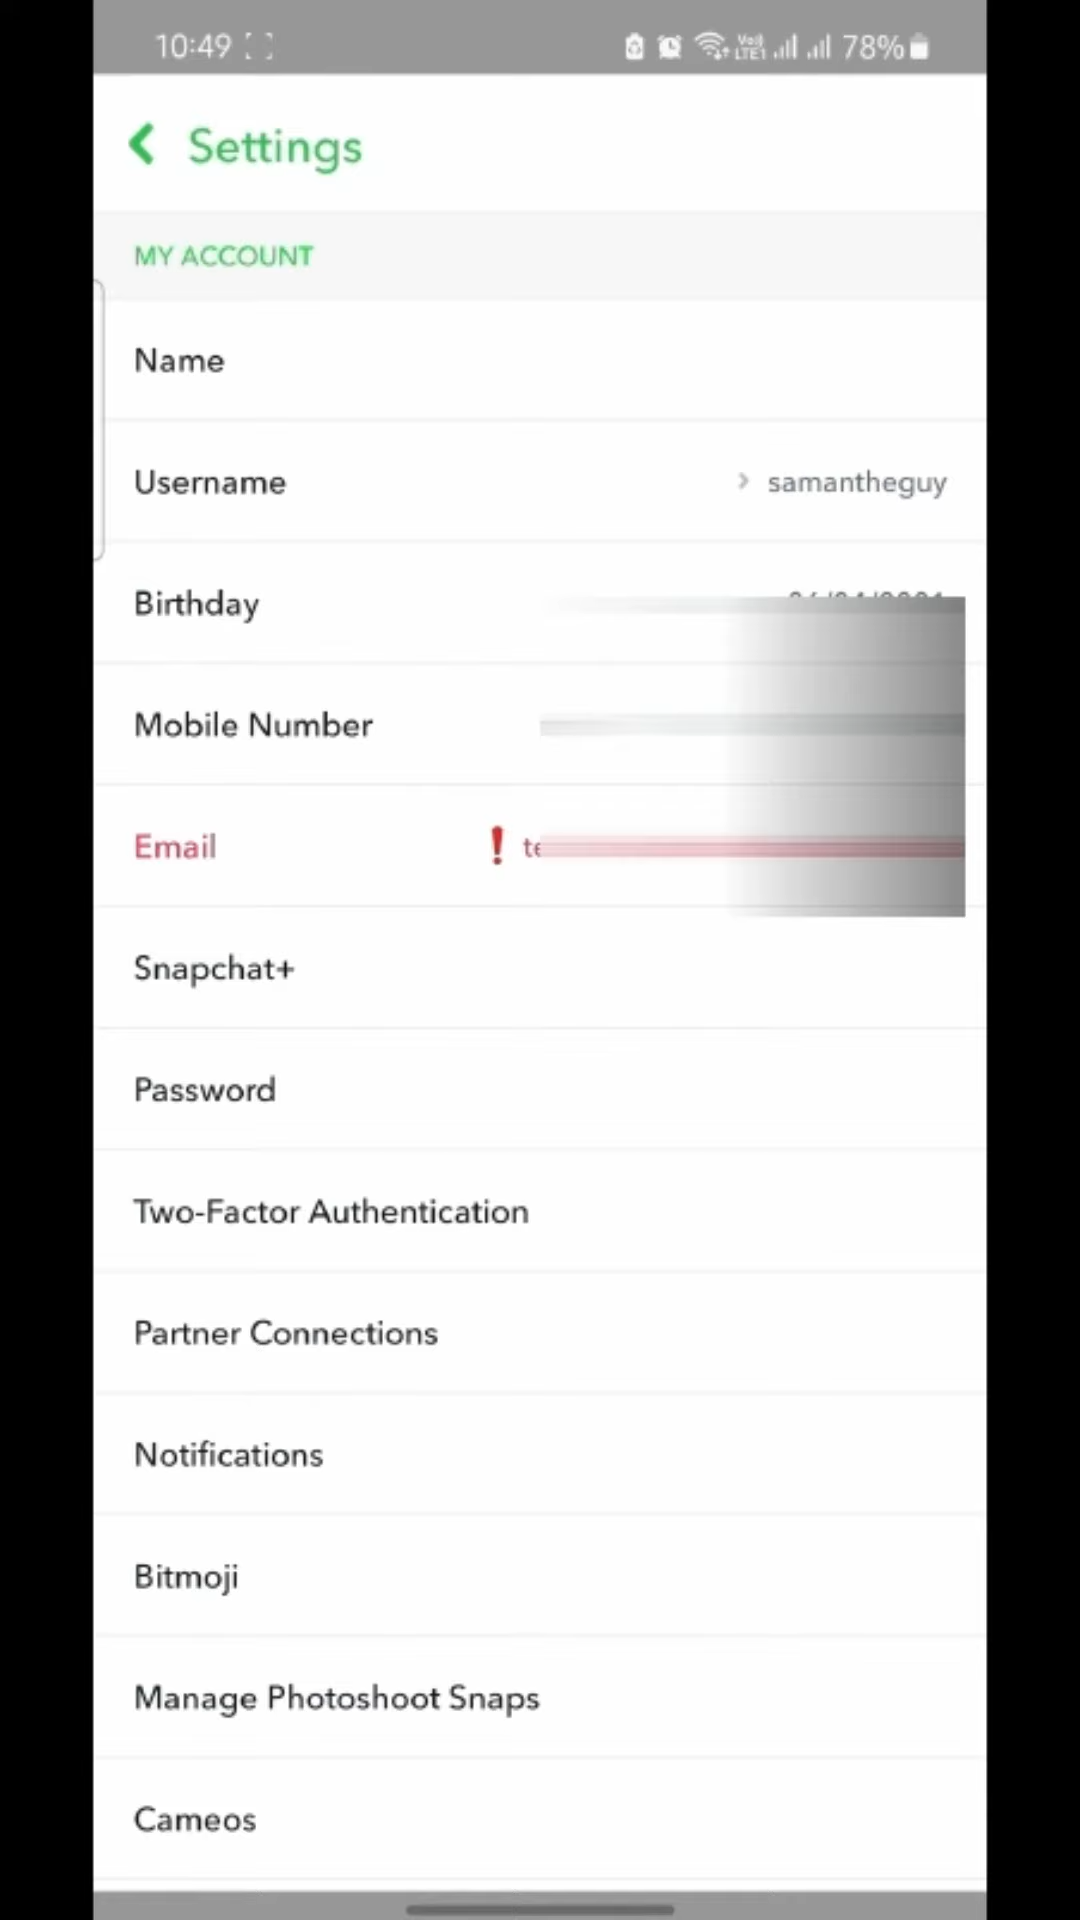 10:49 78%
Settings
MY ACCOUNT
Name
Username > samantheguy
Birthday
Mobile Number
Email ❗ te
Snapchat+
Password
Two-Factor Authentication
Partner Connections
Notifications
Bitmoji
Manage Photoshoot Snaps
Cameos